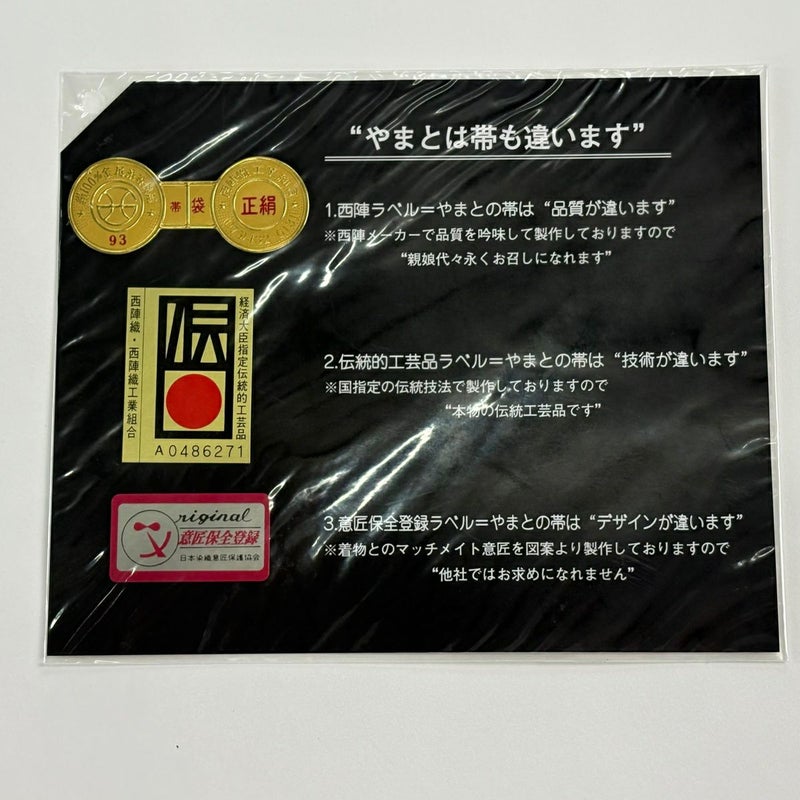 “やまとは帯も違います”
1.西陣ラベル=やまとの帯は“品質が違います”
※西陣メーカーで品質を吟味して製作しておりますので
“親娘代々永くお召しになれます”
93
帯 袋
正絹
2.伝統的工芸品ラベル=やまとの帯は“技術が違います”
※国指定の伝統技法で製作しておりますので
“本物の伝統工芸品です”
経済大臣指定伝統的工芸品
伝
西陣織・西陣織工業組合
A0486271
3.意匠保全登録ラベル=やまとの帯は“デザインが違います”
※着物とのマッチメイト意匠を図案より製作しておりますので
“他社ではお求めになれません”
riginal
意匠保全登録
日本染織意匠保護協会